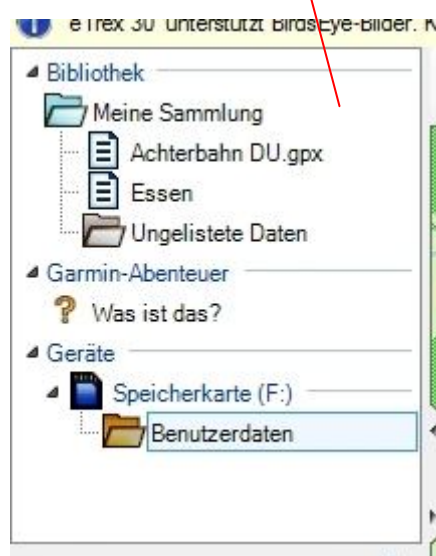 eTrex 30 unterstützt BirdsEye-Bilder. K
Bibliothek
Meine Sammlung
Achterbahn DU.gpx
Essen
Ungelistete Daten
Garmin-Abenteuer
? Was ist das?
Geräte
Speicherkarte (F:)
Benutzerdaten